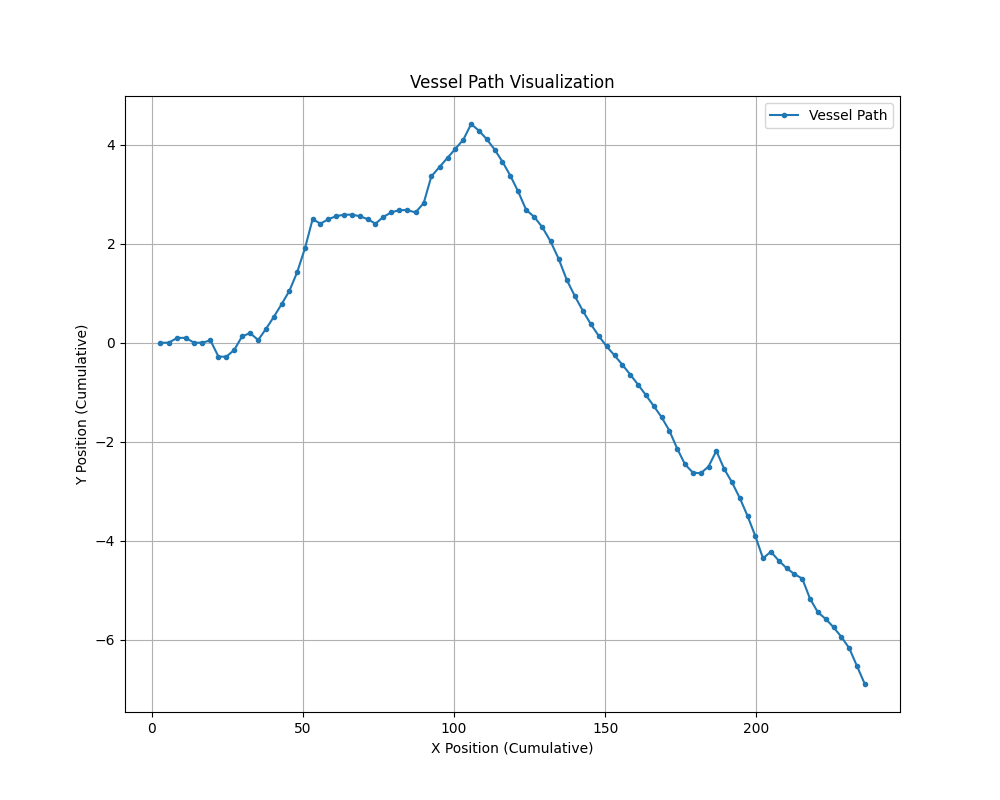 Vessel Path Visualization
Vessel Path
4
2
0
−2
−4
−6
Y Position (Cumulative)
0
50
100
150
200
X Position (Cumulative)